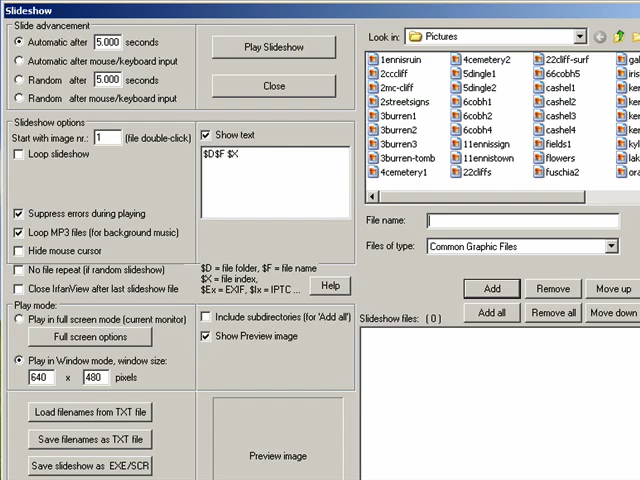 Slideshow
Slide advancement
Automatic after 5.000 seconds
Automatic after mouse/keyboard input
Random after 5.000 seconds
Random after mouse/keyboard input
Play Slideshow
Close
Slideshow options
Start with image nr.: 1 (file double-click)
Loop slideshow
Suppress errors during playing
Loop MP3 files (for background music)
Hide mouse cursor
No file repeat (if random slideshow)
Close IrfanView after last slideshow file
Show text
$D$F $X
$D = file folder, $F = file name
$X = file index,
$Ex = EXIF, $Ix = IPTC ...
Help
Play mode:
Play in full screen mode (current monitor)
Full screen options
Play in Window mode, window size:
640 x 480 pixels
Include subdirectories (for 'Add all')
Show Preview image
Load filenames from TXT file
Save filenames as TXT file
Save slideshow as EXE/SCR
Preview image
Look in: Pictures
1ennisruin
2cccliff
2mc-cliff
2streetsigns
3burren1
3burren2
3burren3
3burren-tomb
4cemetery1
4cemetery2
5dingle1
5dingle2
6cobh1
6cobh2
6cobh4
11ennissign
11ennistown
22cliffs
22cliff-surf
66cobh5
cashel1
cashel2
cashel3
cashel4
fields1
flowers
fuschia2
File name:
Files of type: Common Graphic Files
Add
Remove
Move up
Add all
Remove all
Move down
Slideshow files: ( 0 )